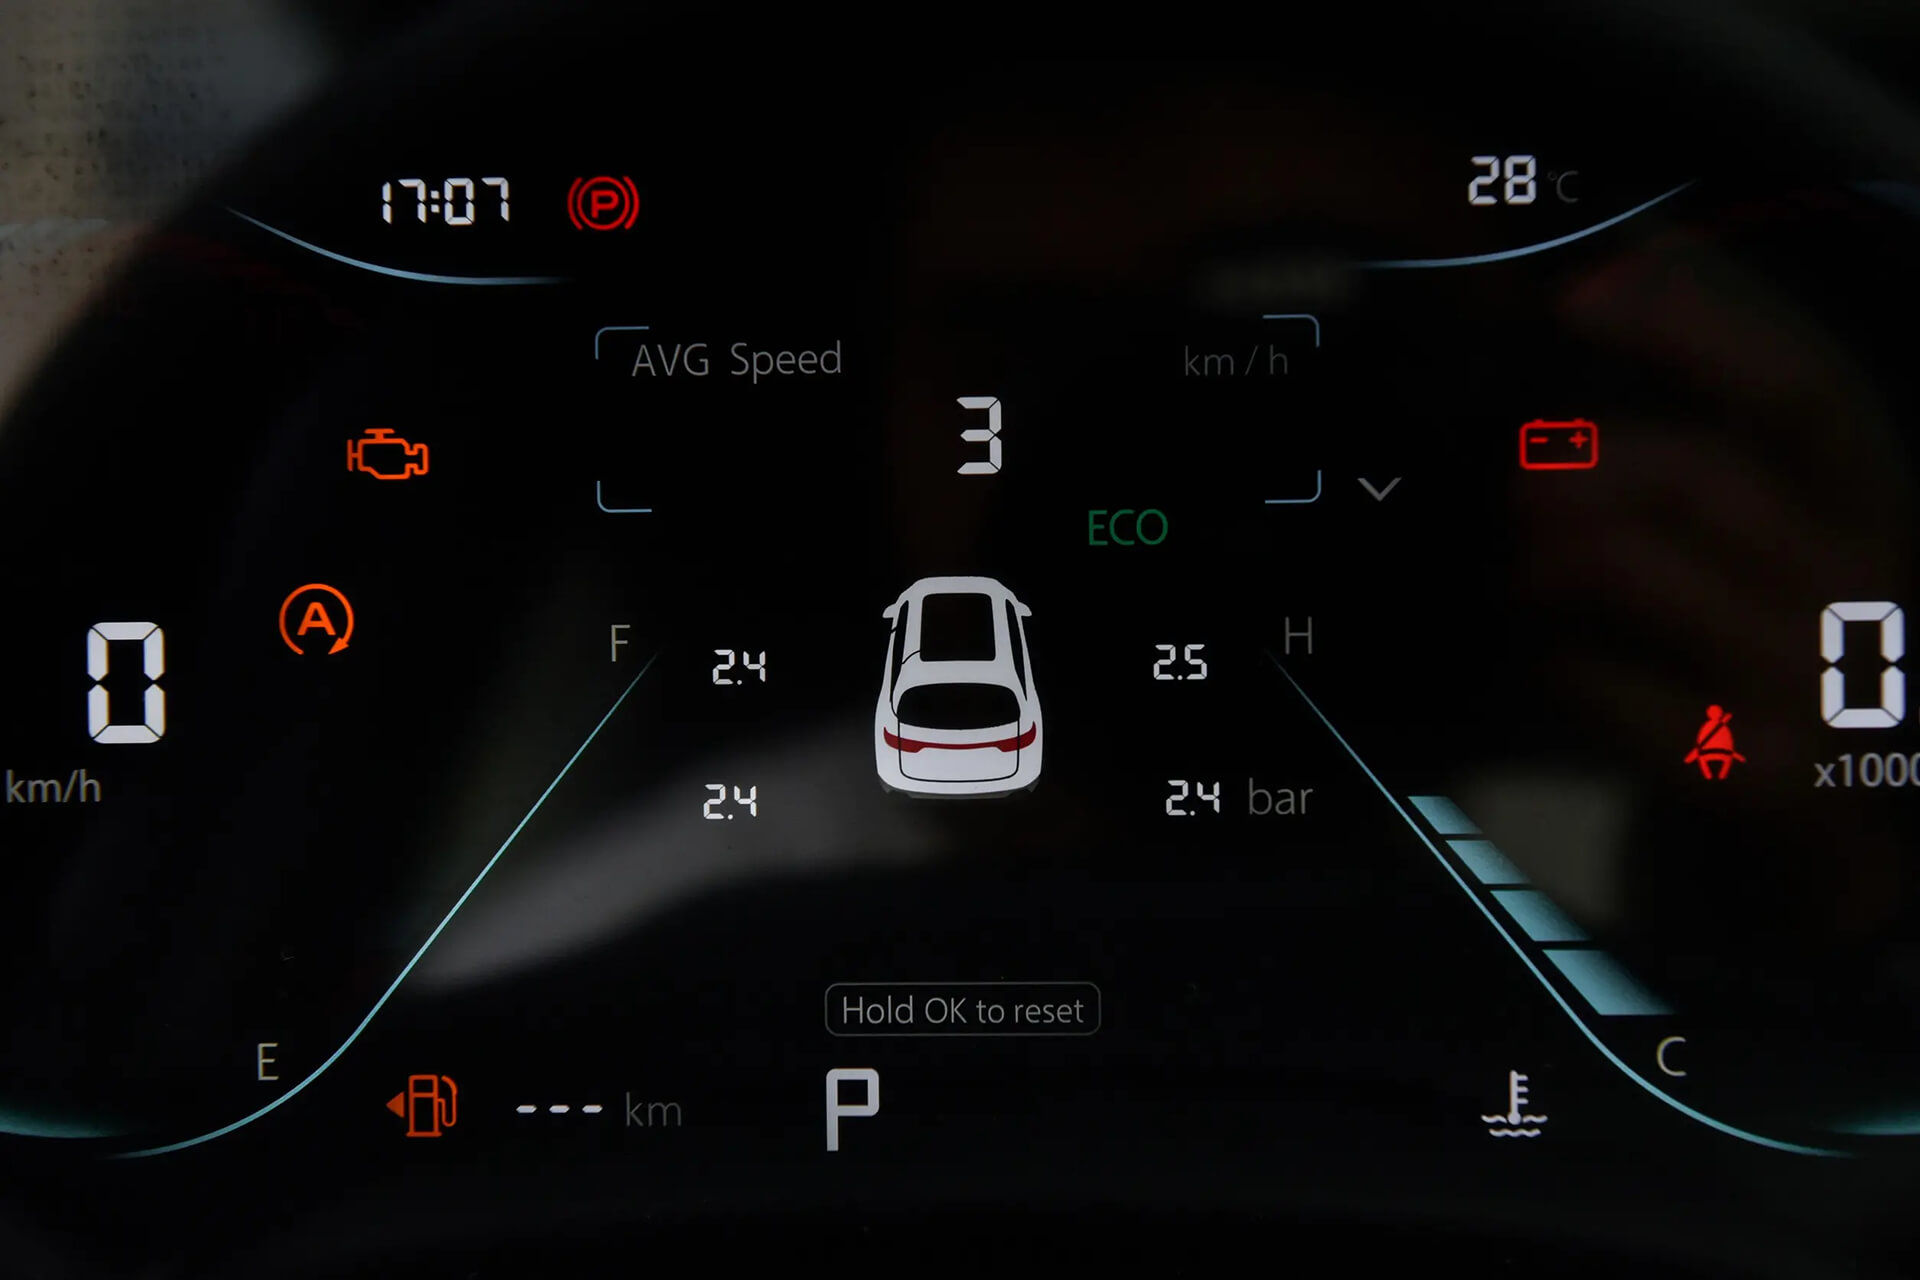 17:07 P
28 °C
AVG Speed km/h
3
ECO
A
0
km/h
F
2.4
2.5
H
0
x1000
2.4
2.4 bar
Hold OK to reset
E
C
--- km
P